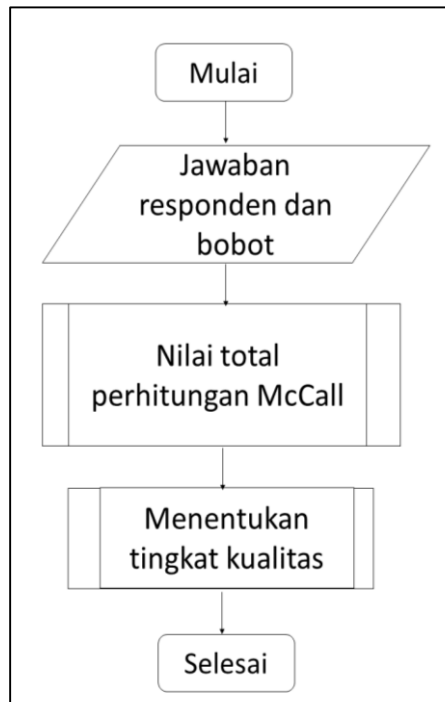 Mulai
Jawaban
responden dan
bobot
Nilai total
perhitungan McCall
Menentukan
tingkat kualitas
Selesai